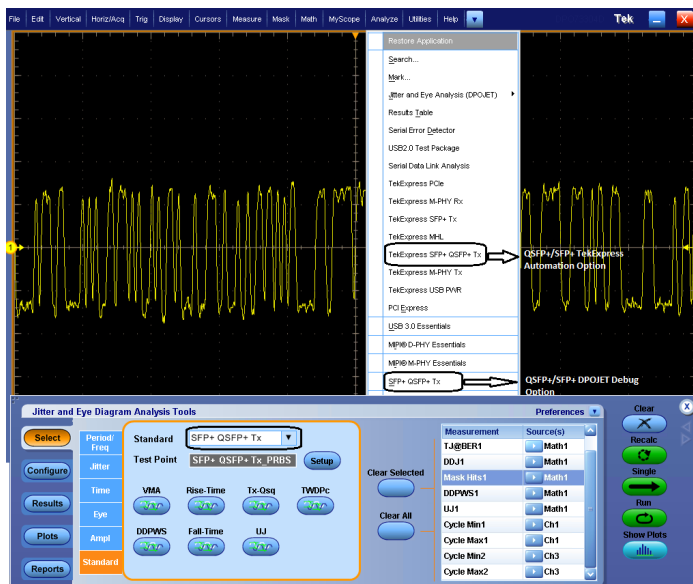 File Edit Vertical Horiz/Acq Trig Display Cursors Measure Mask Math MyScope Analyze Utilities Help Tek X
Restore Application
Search...
Mark...
Jitter and Eye Analysis (DPOJET)
Results Table
Serial Error Detector
USB2.0 Test Package
Serial Data Link Analysis
TekExpress PCIe
TekExpress M-PHY Rx
TekExpress SFP+ Tx
TekExpress MHL
TekExpress SFP+ QSFP+ Tx
TekExpress M-PHY Tx
TekExpress USB PWR
PCI Express
USB 3.0 Essentials
MIPI® D-PHY Essentials
MIPI® M-PHY Essentials
SFP+ QSFP+ Tx
QSFP+/SFP+ TekExpress
Automation Option
QSFP+/SFP+ DPOJET Debug
Option
1
Jitter and Eye Diagram Analysis Tools
Preferences
Clear
X
Select
Configure
Results
Plots
Reports
Period/
Freq
Jitter
Time
Eye
Ampl
Standard
Standard SFP+ QSFP+ Tx
Test Point SFP+ QSFP+ Tx_PRBS Setup
VMA Rise-Time Tx-Qsq TWDPc
DDPWS Fall-Time UJ
Clear Selected
Clear All
Measurement Source(s)
TJ@BER1 Math1
DDJ1 Math1
Mask Hits1 Math1
DDPWS1 Math1
UJ1 Math1
Cycle Min1 Ch1
Cycle Max1 Ch1
Cycle Min2 Ch3
Cycle Max2 Ch3
Recalc
Single
Run
Show Plots